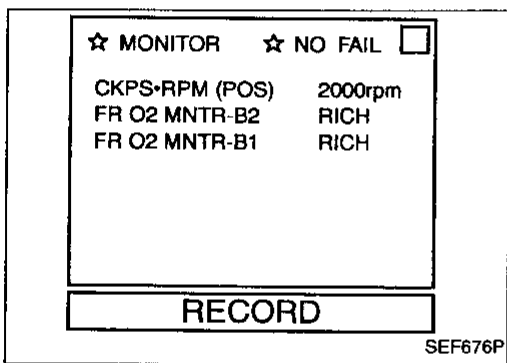 ☆ MONITOR ☆ NO FAIL
CKPS•RPM (POS) 2000rpm
FR O2 MNTR-B2 RICH
FR O2 MNTR-B1 RICH
RECORD
SEF676P